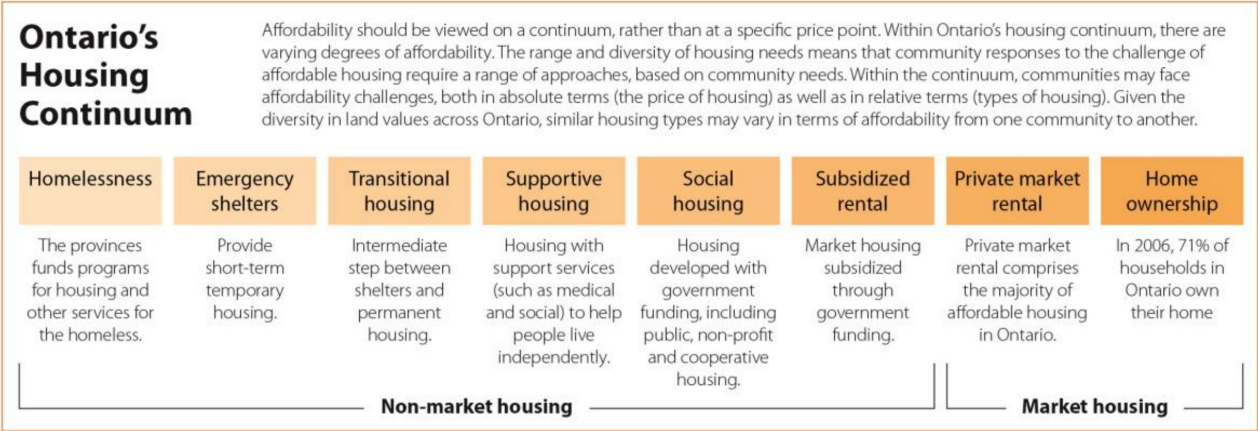 Ontario's
Housing
Continuum
Affordability should be viewed on a continuum, rather than at a specific price point. Within Ontario's housing continuum, there are
varying degrees of affordability. The range and diversity of housing needs means that community responses to the challenge of
affordable housing require a range of approaches, based on community needs. Within the continuum, communities may face
affordability challenges, both in absolute terms (the price of housing) as well as in relative terms (types of housing). Given the
diversity in land values across Ontario, similar housing types may vary in terms of affordability from one community to another.
Homelessness
The provinces
funds programs
for housing and
other services for
the homeless.
Emergency
shelters
Provide
short-term
temporary
housing.
Transitional
housing
Intermediate
step between
shelters and
permanent
housing.
Supportive
housing
Housing with
support services
(such as medical
and social) to help
people live
independently.
Social
housing
Housing
developed with
government
funding, including
public, non-profit
and cooperative
housing.
Subsidized
rental
Market housing
subsidized
through
government
funding.
Private market
rental
Private market
rental comprises
the majority of
affordable housing
in Ontario.
Home
ownership
In 2006, 71% of
households in
Ontario own
their home
Non-market housing
Market housing